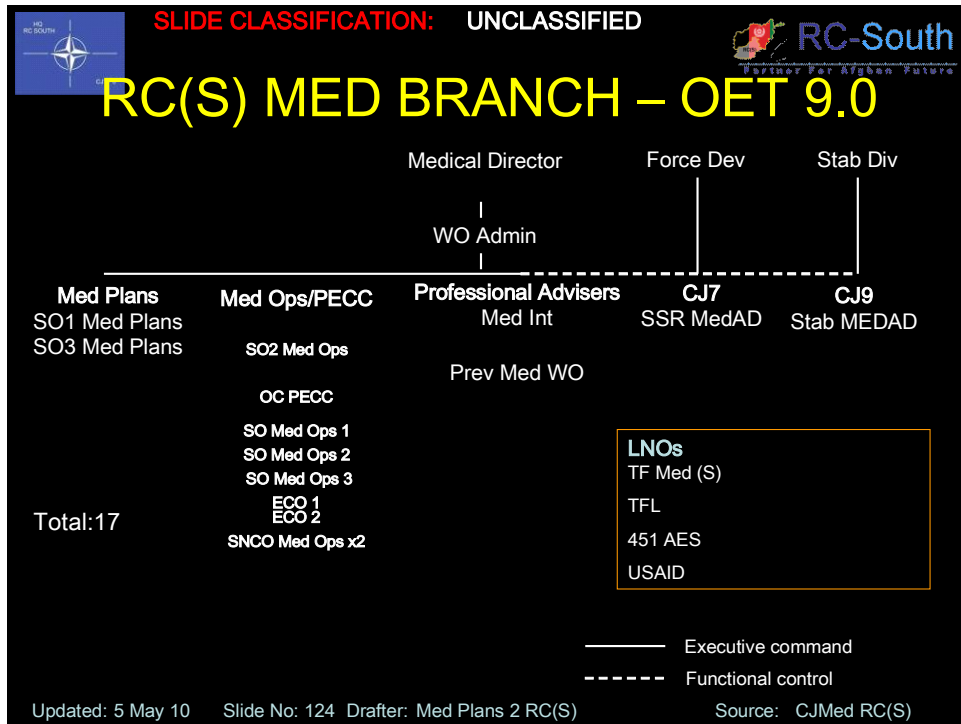 HQ
RC SOUTH
SLIDE CLASSIFICATION: UNCLASSIFIED
RC-South
Partner For Afghan Future
RC(S) MED BRANCH – OET 9.0
Medical Director
Force Dev
Stab Div
WO Admin
Med Plans
SO1 Med Plans
SO3 Med Plans
Med Ops/PECC
SO2 Med Ops
OC PECC
SO Med Ops 1
SO Med Ops 2
SO Med Ops 3
ECO 1
ECO 2
SNCO Med Ops x2
Professional Advisers
Med Int
Prev Med WO
CJ7
SSR MedAD
CJ9
Stab MEDAD
LNOs
TF Med (S)
TFL
451 AES
USAID
Total:17
Executive command
Functional control
Updated: 5 May 10 Slide No: 124 Drafter: Med Plans 2 RC(S) Source: CJMed RC(S)